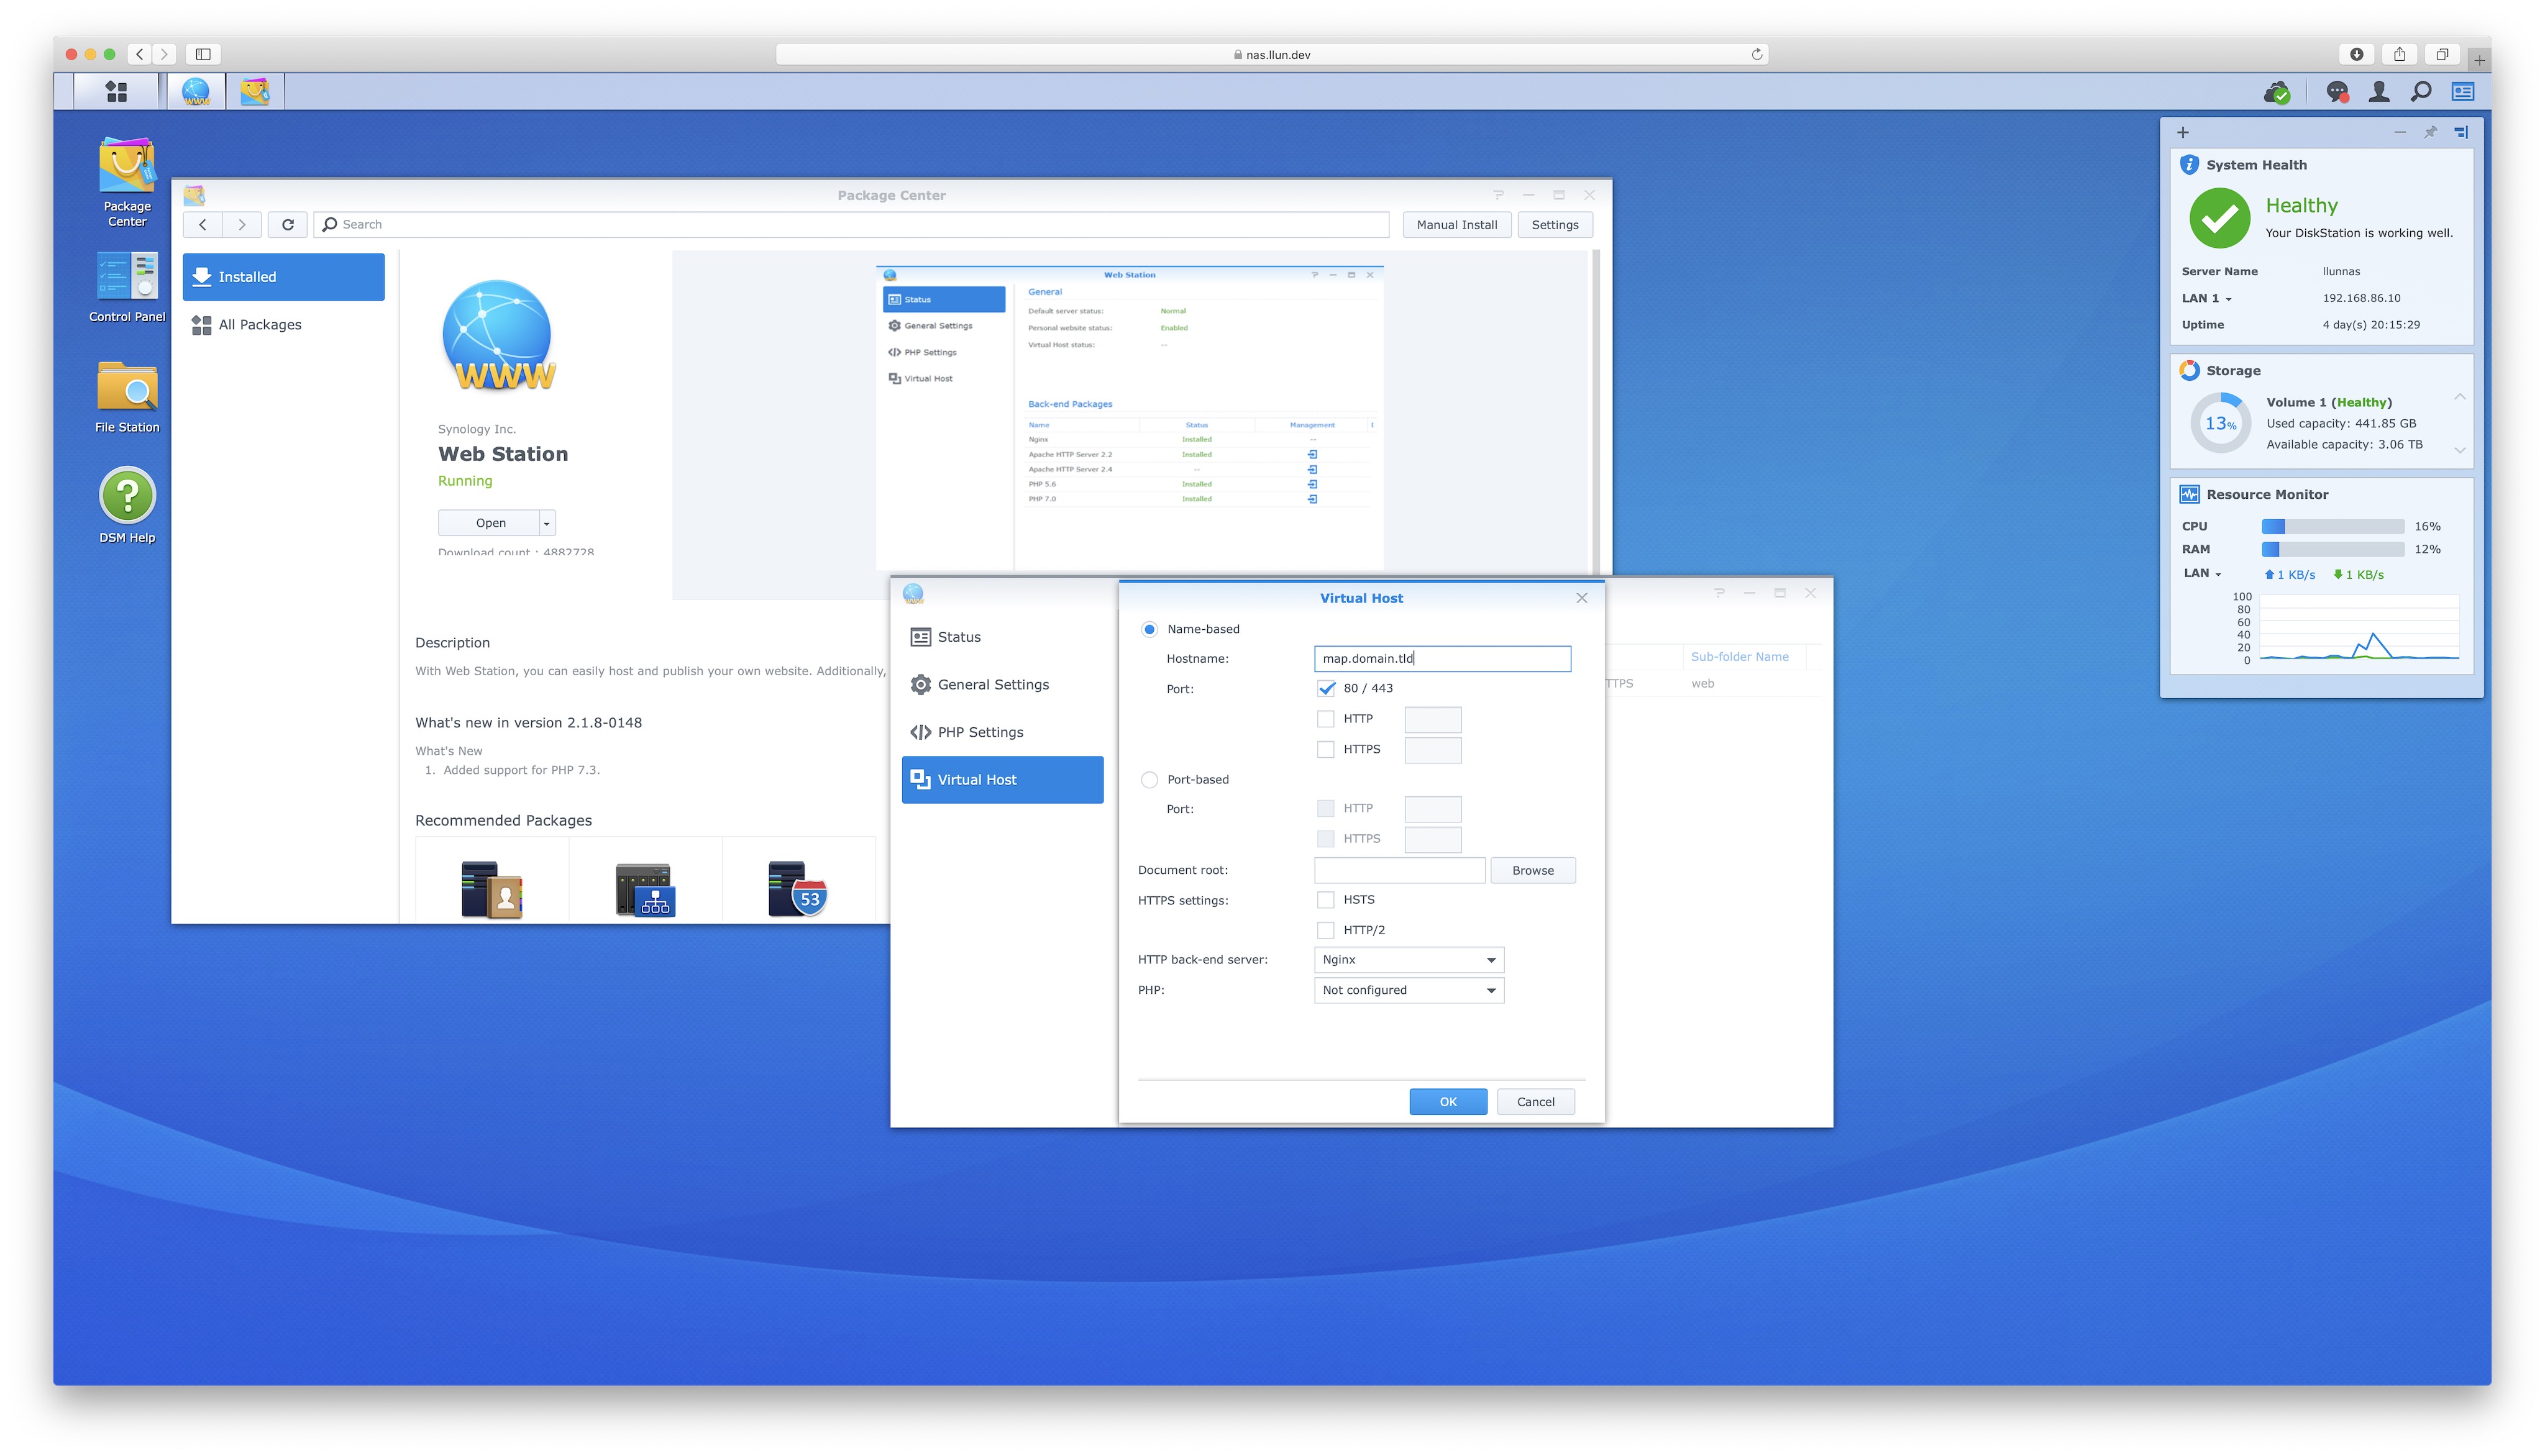 nas.llun.dev
Package Center
Control Panel
File Station
DSM Help
Package Center
Search
Manual Install
Settings
Installed
All Packages
WWW
Synology Inc.
Web Station
Running
Open
Download count : 4882728
Web Station
Status
General Settings
PHP Settings
Virtual Host
General
Default server status: Normal
Personal website status: Enabled
Virtual Host status: --
Back-end Packages
Name Status Management
Nginx Installed --
Apache HTTP Server 2.2 Installed
Apache HTTP Server 2.4 --
PHP 5.6 Installed
PHP 7.0 Installed
Description
With Web Station, you can easily host and publish your own website. Additionally,
What's new in version 2.1.8-0148
What's New
1. Added support for PHP 7.3.
Recommended Packages
53
Status
General Settings
PHP Settings
Virtual Host
Sub-folder Name
TTPS web
Virtual Host
Name-based
Hostname: map.domain.tld
Port: 80 / 443
HTTP
HTTPS
Port-based
Port: HTTP
HTTPS
Document root: Browse
HTTPS settings: HSTS
HTTP/2
HTTP back-end server: Nginx
PHP: Not configured
OK Cancel
System Health
Healthy
Your DiskStation is working well.
Server Name llunnas
LAN 1 192.168.86.10
Uptime 4 day(s) 20:15:29
Storage
13%
Volume 1 (Healthy)
Used capacity: 441.85 GB
Available capacity: 3.06 TB
Resource Monitor
CPU 16%
RAM 12%
LAN 1 KB/s 1 KB/s
100
80
60
40
20
0